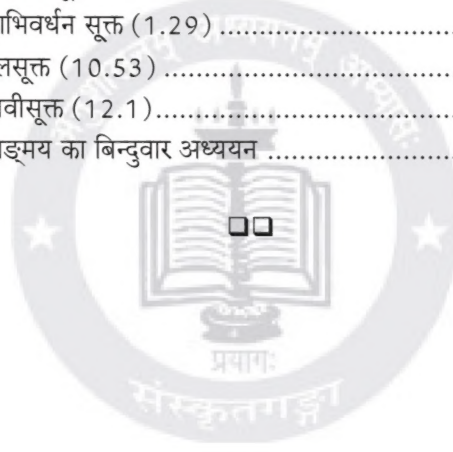 ाभिवर्धन सूक्त (1.29) ................................
लसूक्त (10.53) ................................
वीसूक्त (12.1)................................
ाङ्मय का बिन्दुवार अध्ययन ........................
❑❑
प्रयागः
संस्कृतगङ्गा